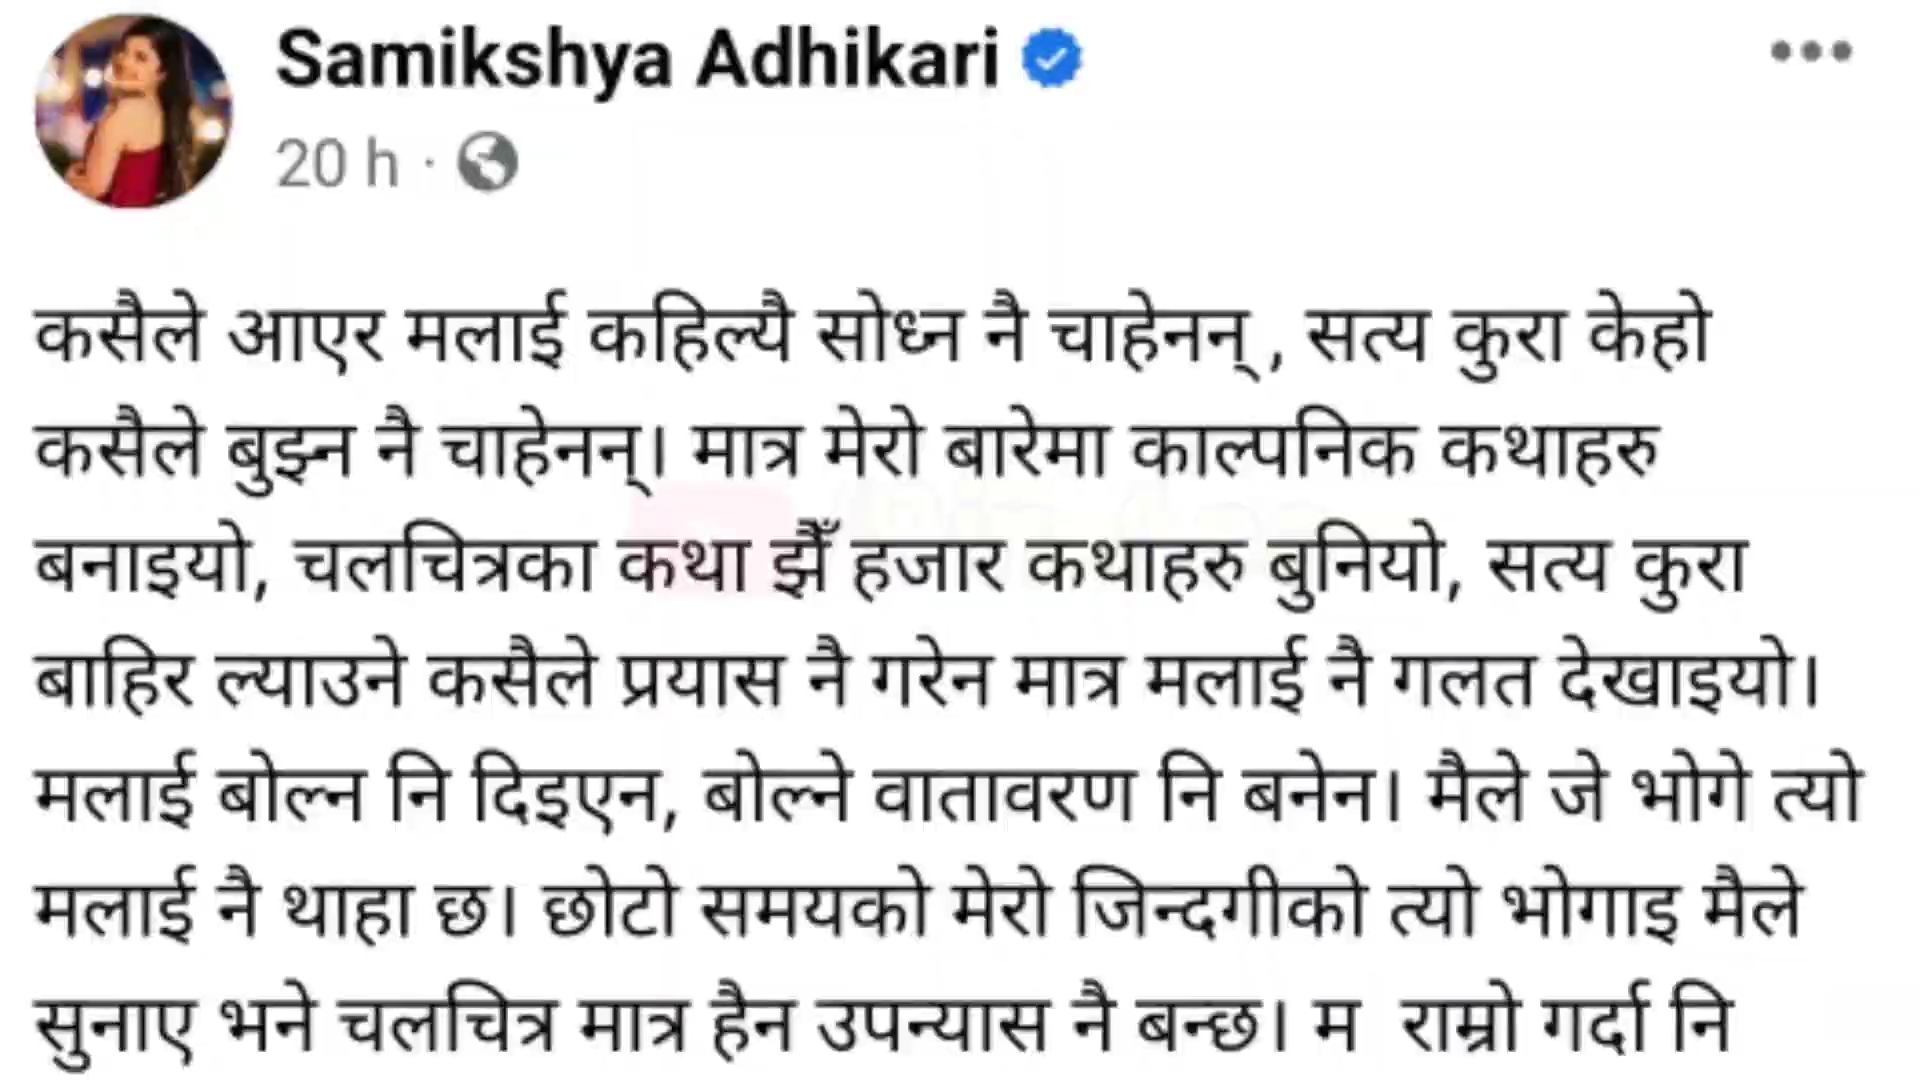 Samikshya Adhikari
20 h ·
कसैले आएर मलाई कहिल्यै सोध्न नै चाहेनन् , सत्य कुरा केहो
कसैले बुझ्न नै चाहेनन्। मात्र मेरो बारेमा काल्पनिक कथाहरु
बनाइयो, चलचित्रका कथा झैँ हजार कथाहरु बुनियो, सत्य कुरा
बाहिर ल्याउने कसैले प्रयास नै गरेन मात्र मलाई नै गलत देखाइयो।
मलाई बोल्न नि दिइएन, बोल्ने वातावरण नि बनेन। मैले जे भोगे त्यो
मलाई नै थाहा छ। छोटो समयको मेरो जिन्दगीको त्यो भोगाइ मैले
सुनाए भने चलचित्र मात्र हैन उपन्यास नै बन्छ। म  राम्रो गर्दा नि